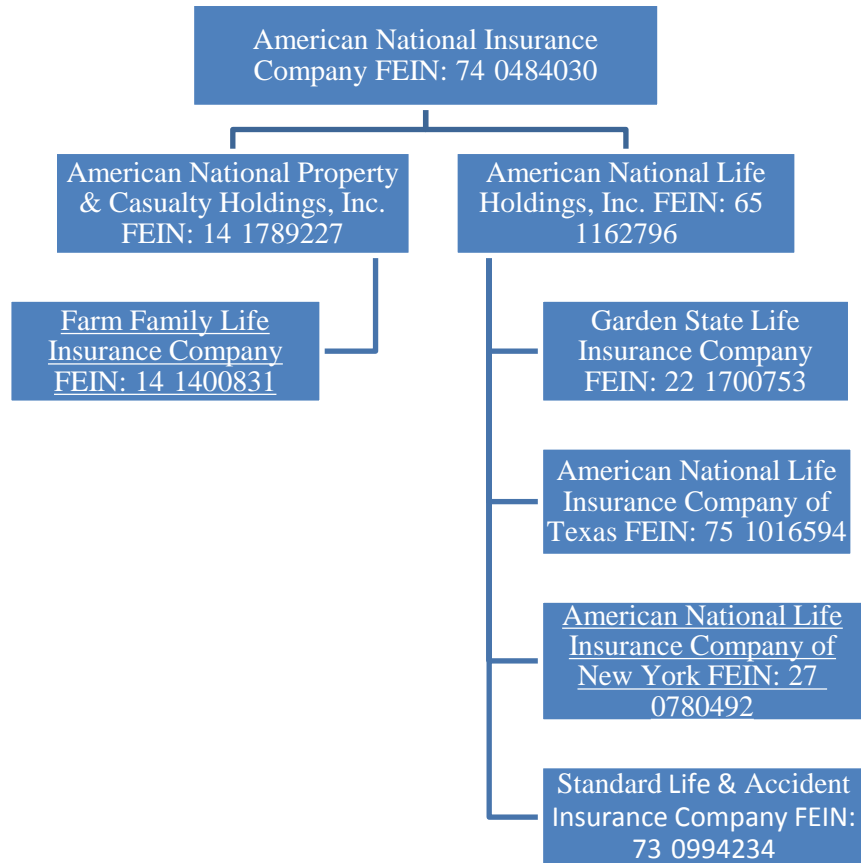 American National Insurance
Company FEIN: 74 0484030
American National Property
& Casualty Holdings, Inc.
FEIN: 14 1789227
American National Life
Holdings, Inc. FEIN: 65
1162796
Farm Family Life
Insurance Company
FEIN: 14 1400831
Garden State Life
Insurance Company
FEIN: 22 1700753
American National Life
Insurance Company of
Texas FEIN: 75 1016594
American National Life
Insurance Company of
New York FEIN: 27
0780492
Standard Life & Accident
Insurance Company FEIN:
73 0994234